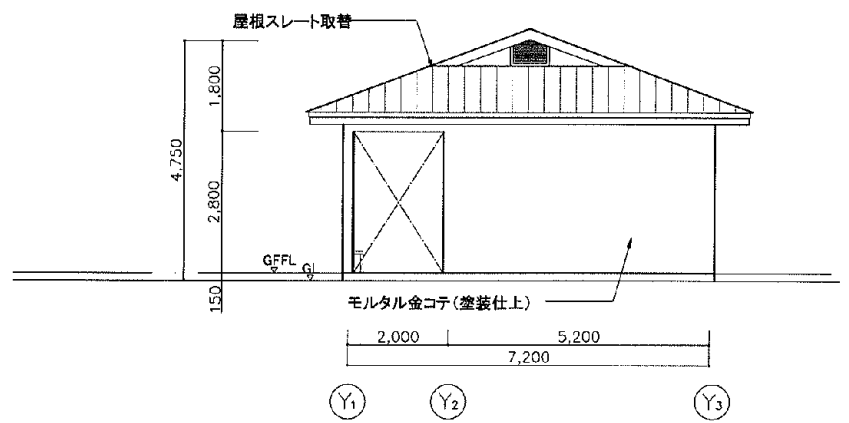 屋根スレート取替
1,800
4,750
2,800
GFFL
GL
150
モルタル金コテ(塗装仕上)
2,000
5,200
7,200
Y1
Y2
Y3